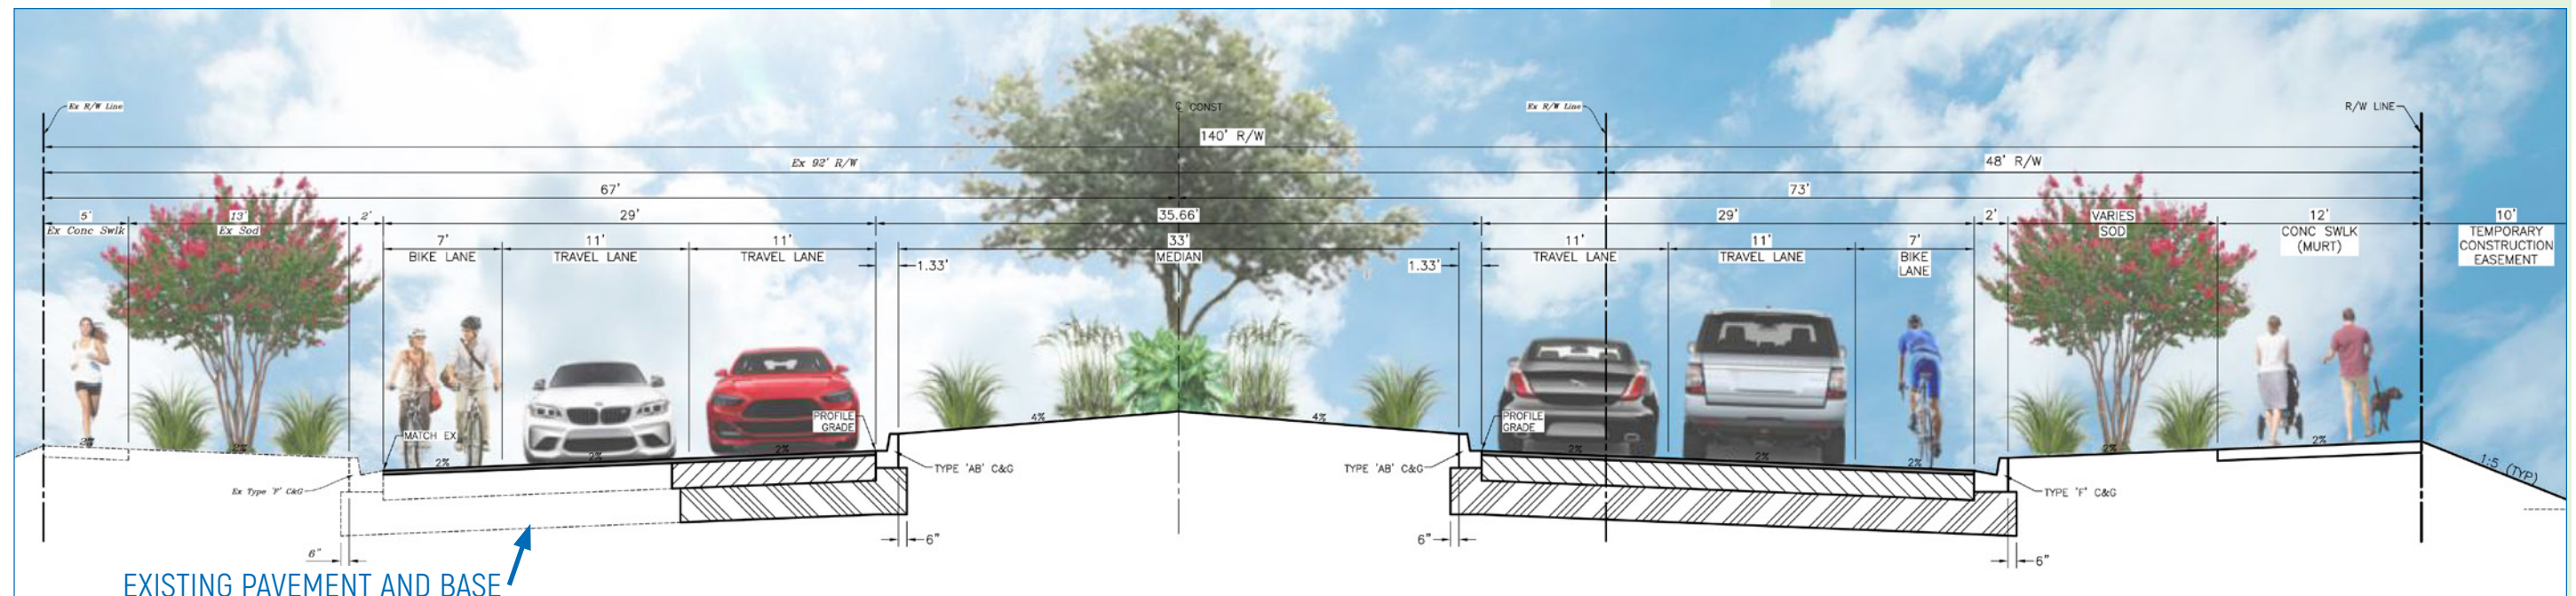 Ex R/W Line
℄ CONST
Ex R/W Line
R/W LINE
140' R/W
Ex 92' R/W
48' R/W
67'
73'
5'
13'
2'
29'
35.66'
29'
2'
VARIES
SOD
12'
10'
Ex Conc Swlk
Ex Sod
CONC SWLK
(MURT)
TEMPORARY
CONSTRUCTION
EASEMENT
7'
BIKE LANE
11'
TRAVEL LANE
11'
TRAVEL LANE
1.33'
33'
MEDIAN
1.33'
11'
TRAVEL LANE
11'
TRAVEL LANE
7'
BIKE
LANE
PROFILE
GRADE
4%
4%
PROFILE
GRADE
2%
2%
MATCH EX
2%
2%
2%
2%
2%
2%
2%
2%
1:5 (TYP)
Ex Type 'F' C&G
TYPE 'AB' C&G
TYPE 'AB' C&G
TYPE 'F' C&G
6"
6"
6"
6"
EXISTING PAVEMENT AND BASE